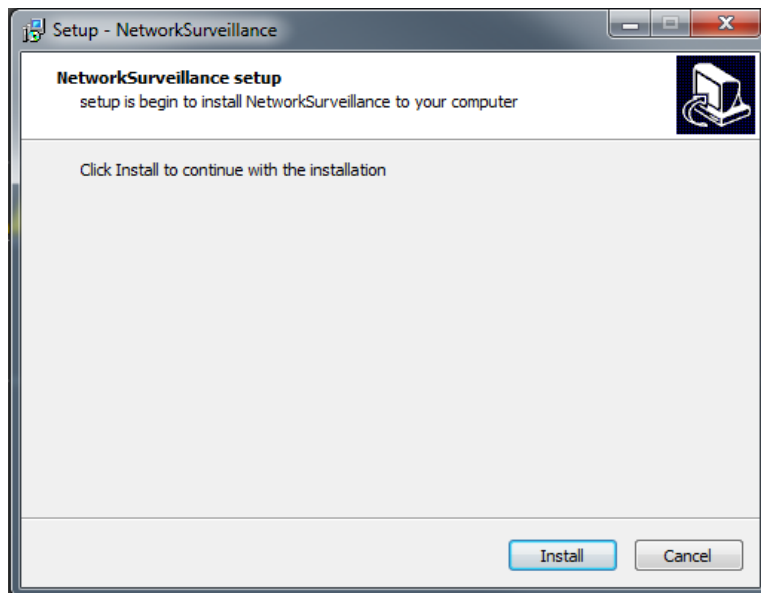 Setup - NetworkSurveillance
NetworkSurveillance setup
setup is begin to install NetworkSurveillance to your computer
Click Install to continue with the installation
Install
Cancel